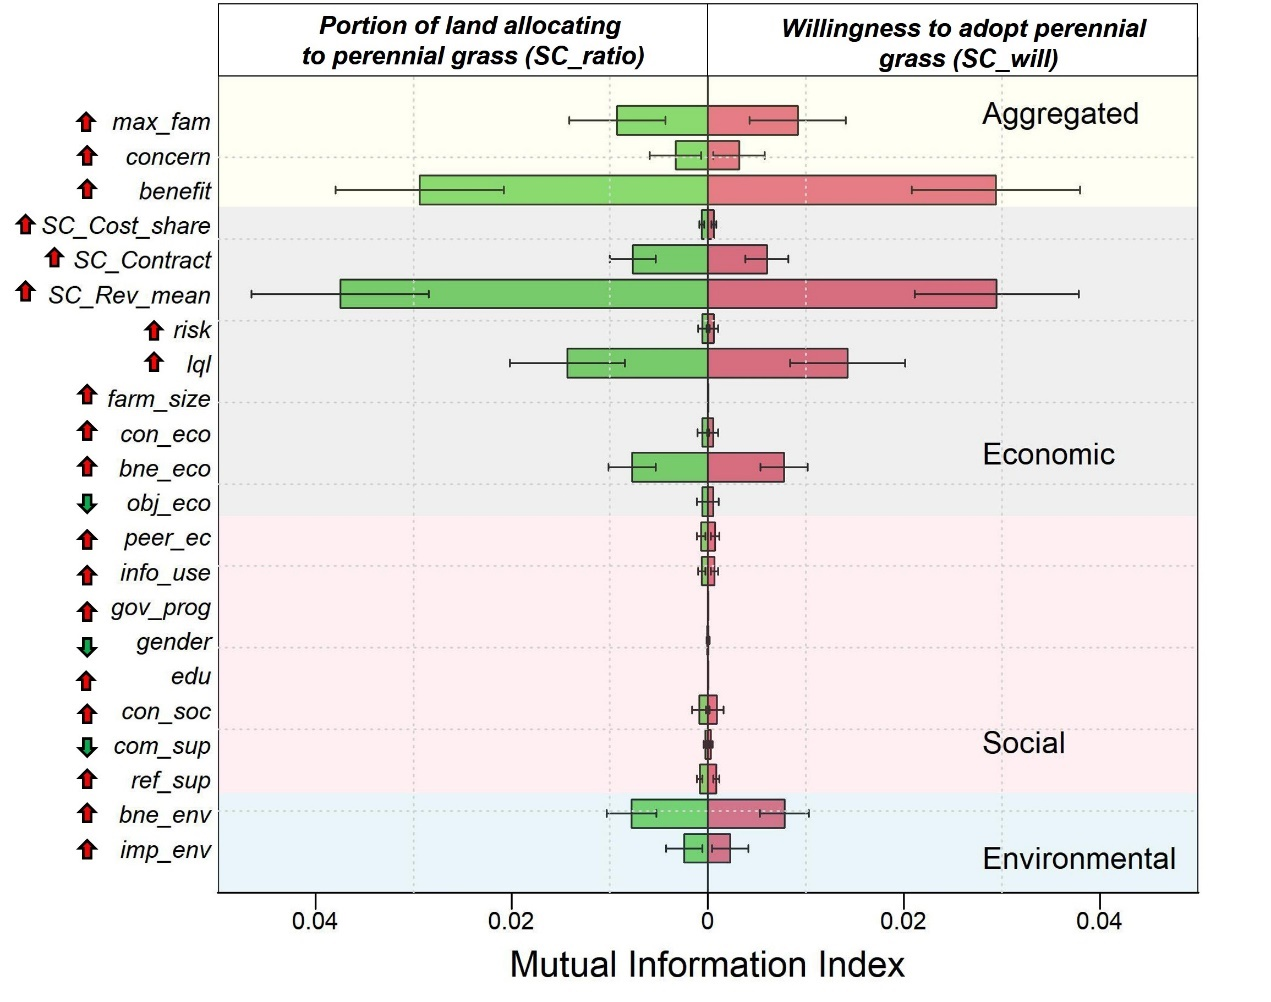 Portion of land allocating
to perennial grass (SC_ratio)
Willingness to adopt perennial
grass (SC_will)
max_fam
concern
benefit
SC_Cost_share
SC_Contract
SC_Rev_mean
risk
lql
farm_size
con_eco
bne_eco
obj_eco
peer_ec
info_use
gov_prog
gender
edu
con_soc
com_sup
ref_sup
bne_env
imp_env
Aggregated
Economic
Social
Environmental
0.04 0.02 0 0.02 0.04
Mutual Information Index